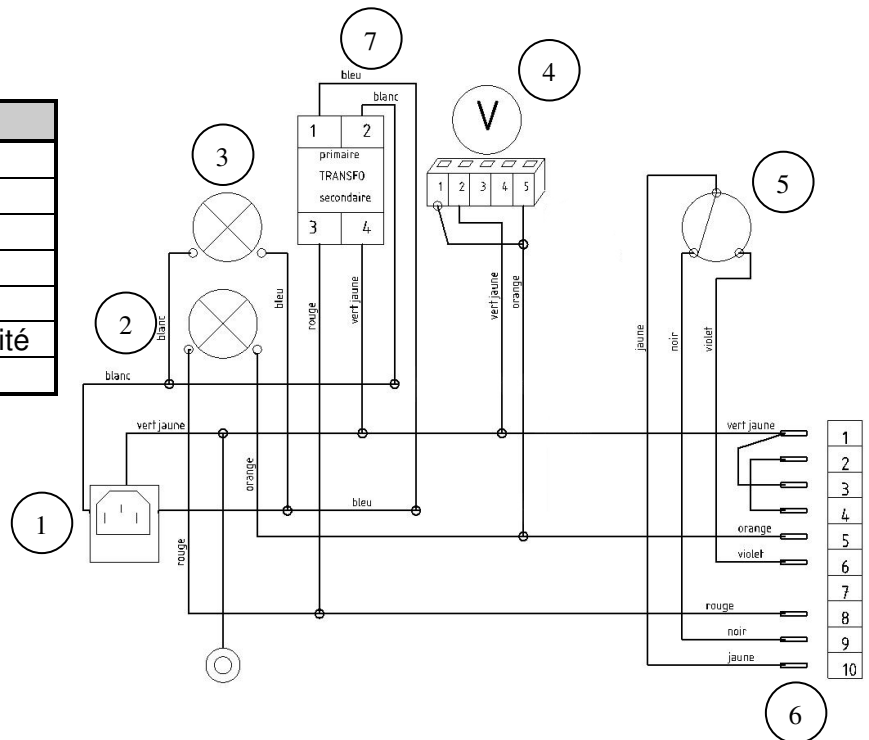 7
bleu
blanc
4
V
3
1 2
primaire
TRANSFO
secondaire
3 4
1 2 3 4 5
5
2
blanc
bleu
rouge
vert jaune
vert jaune
orange
jaune
noir
violet
ité
blanc
vert jaune
vert jaune
1
2
3
orange
bleu
4
1
orange
5
rouge
violet
6
7
rouge
8
noir
9
jaune
10
6